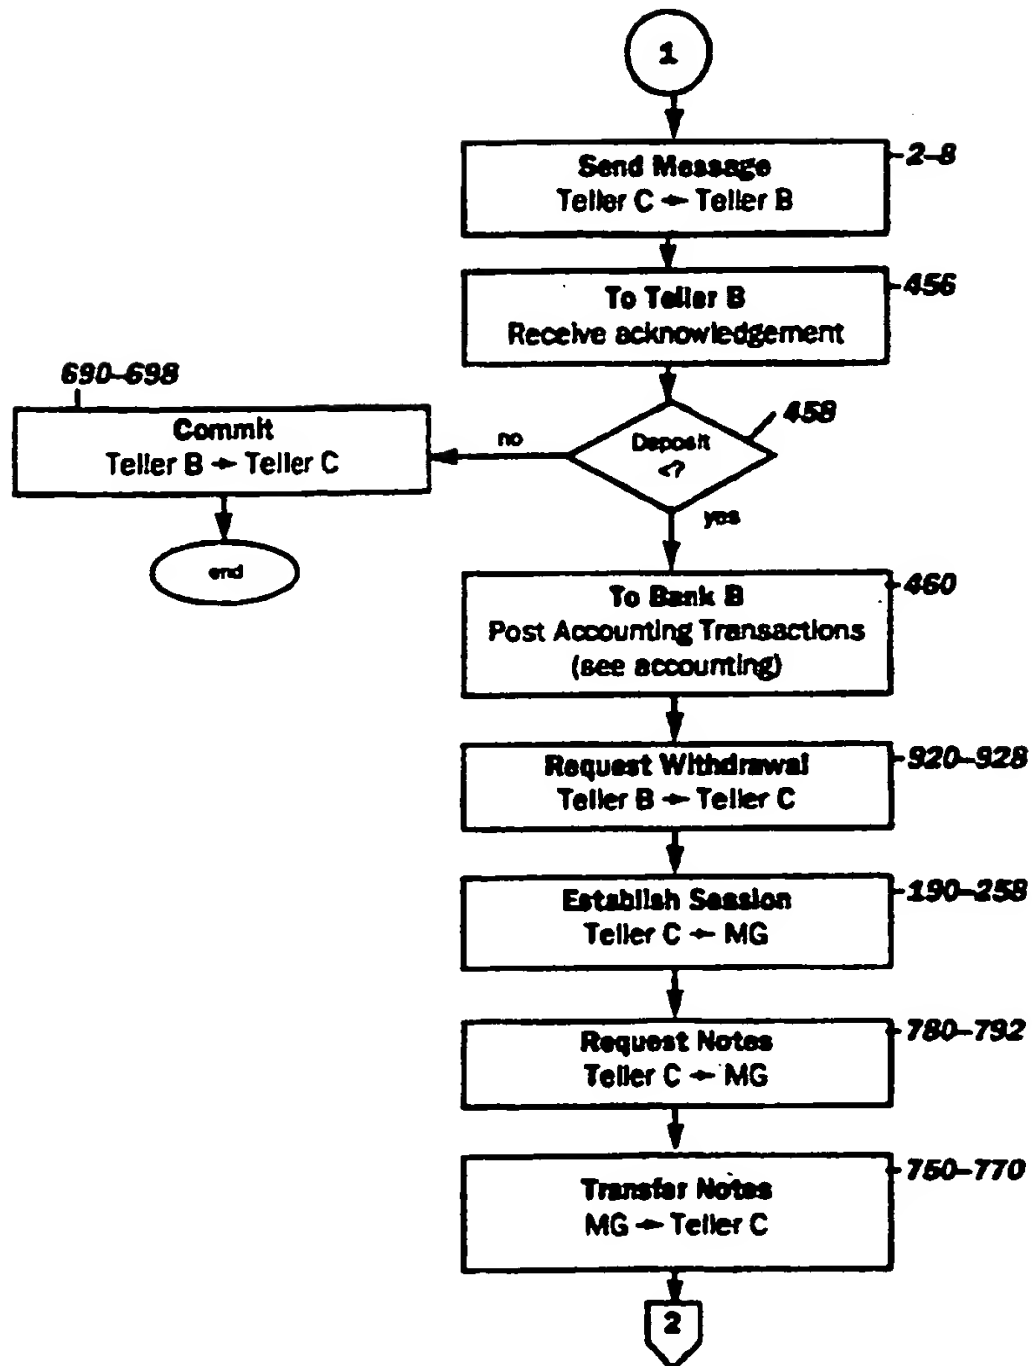 1
Send Message
Teller C → Teller B
2–8
To Teller B
Receive acknowledgement
456
690–698
Commit
Teller B → Teller C
no
Deposit
<?
458
yes
end
To Bank B
Post Accounting Transactions
(see accounting)
460
Request Withdrawal
Teller B → Teller C
920–928
Establish Session
Teller C → MG
190–258
Request Notes
Teller C → MG
780–792
Transfer Notes
MG → Teller C
750–770
2